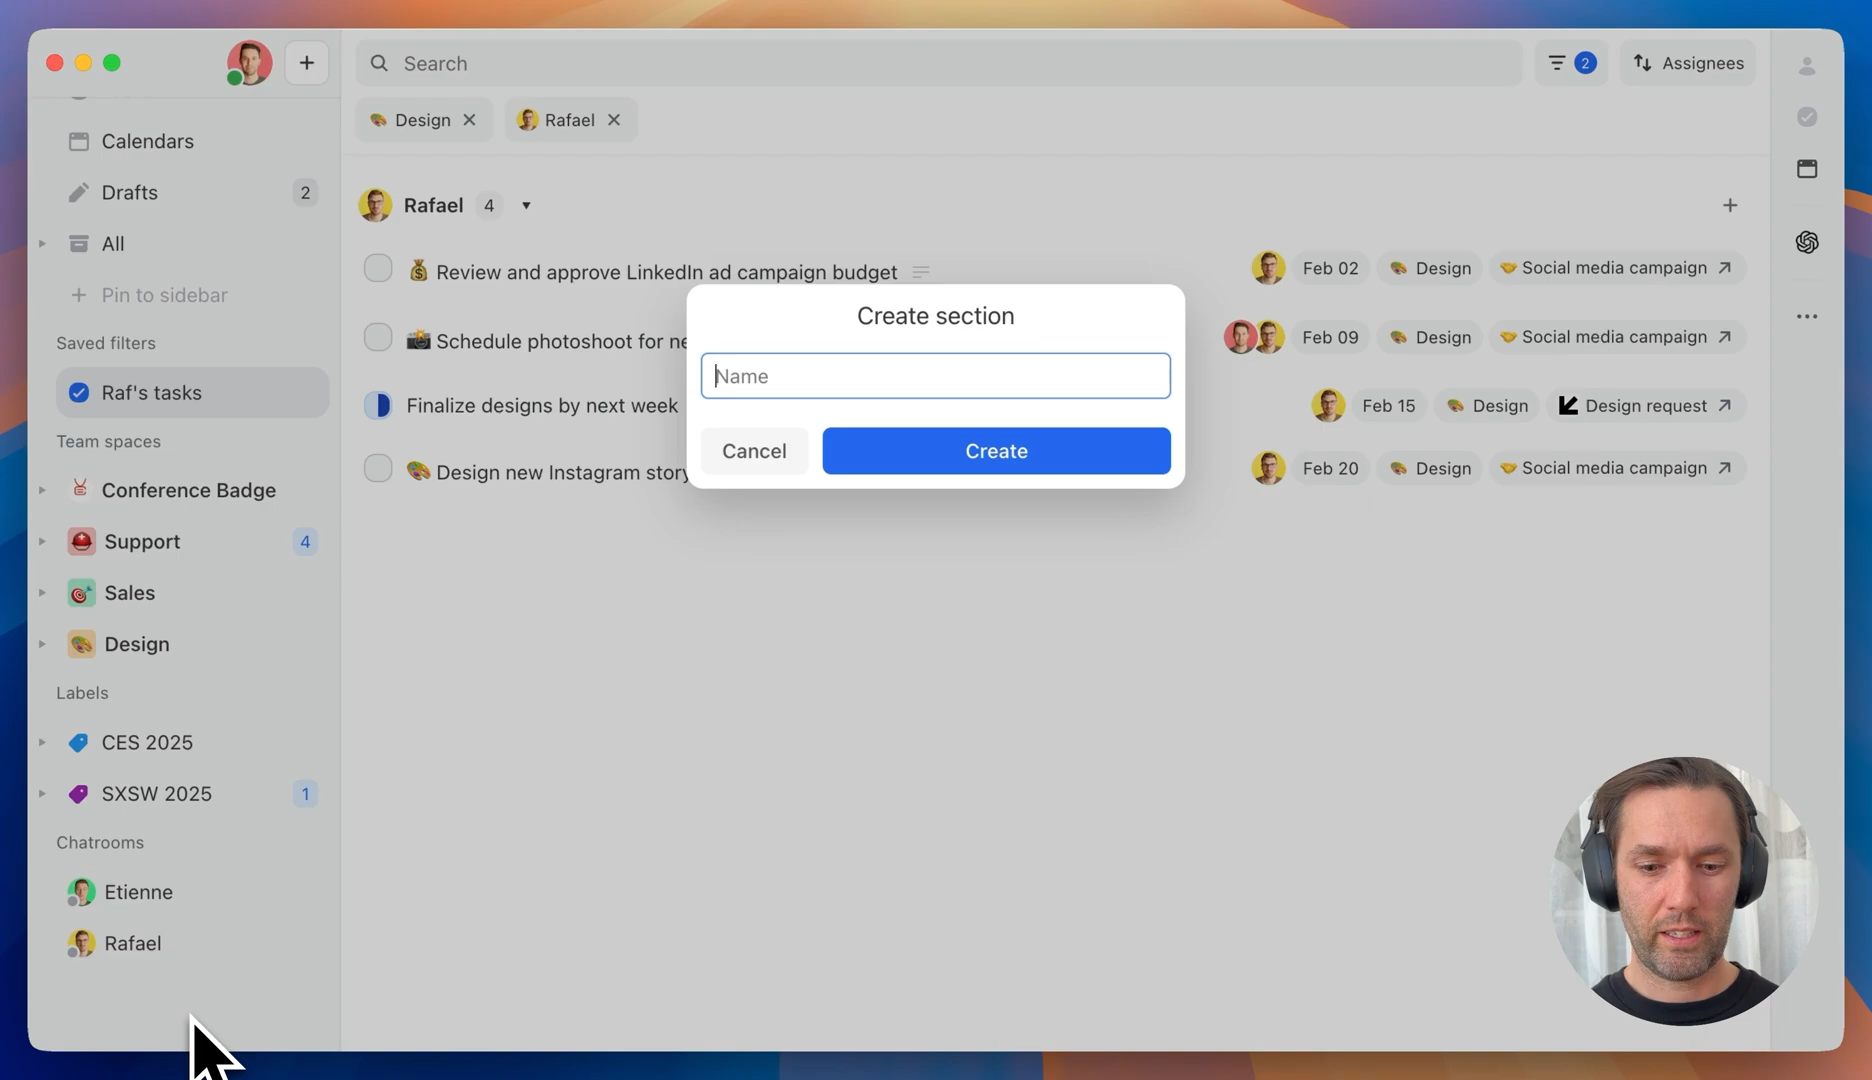 Search
2
Assignees
Design
Rafael
Calendars
Drafts
2
All
Pin to sidebar
Saved filters
Raf's tasks
Team spaces
Conference Badge
Support
4
Sales
Design
Labels
CES 2025
SXSW 2025
1
Chatrooms
Etienne
Rafael
Rafael
4
Review and approve LinkedIn ad campaign budget
Feb 02
Design
Social media campaign
Schedule photoshoot for ne
Feb 09
Design
Social media campaign
Finalize designs by next week
Feb 15
Design
Design request
Design new Instagram story
Feb 20
Design
Social media campaign
Create section
Name
Cancel
Create